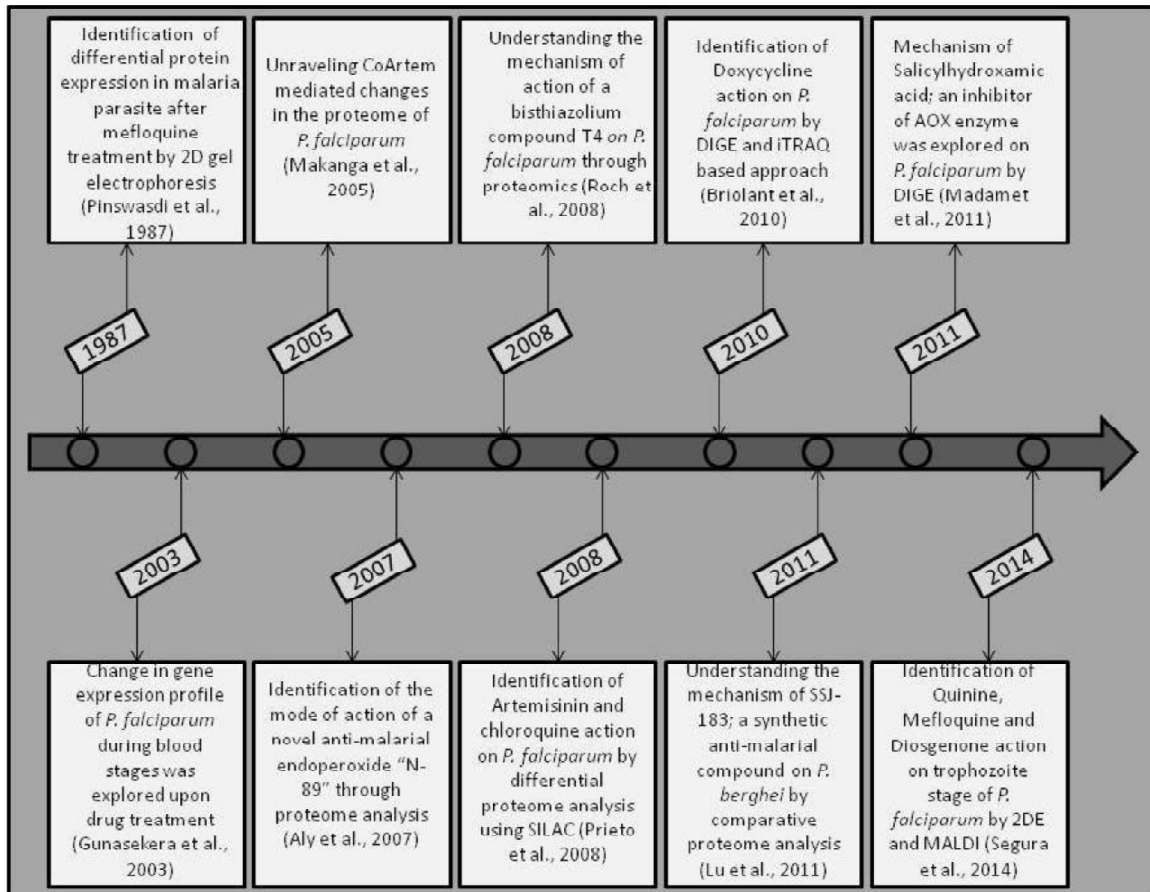 Identification of
differential protein
expression in malaria
parasite after
mefloquine
treatment by 2D gel
electrophoresis
(Pinswasdi et al.,
1987)
Unraveling CoArtem
mediated changes
in the proteome of
P. falciparum
(Makanga et al.,
2005)
Understanding the
mechanism of
action of a
bisthiazolium
compound T4 on P.
falciparum through
proteomics (Roch et
al., 2008)
Identification of
Doxycycline
action on P.
falciparum by
DIGE and iTRAQ
based approach
(Briolant et al.,
2010)
Mechanism of
Salicylhydroxamic
acid; an inhibitor
of AOX enzyme
was explored on
P. falciparum by
DIGE (Madamet
et al., 2011)
1987
2005
2008
2010
2011
2003
2007
2008
2011
2014
Change in gene
expression profile
of P. falciparum
during blood
stages was
explored upon
drug treatment
(Gunasekera et al.,
2003)
Identification of the
mode of action of a
novel anti-malarial
endoperoxide “N-
89” through
proteome analysis
(Aly et al., 2007)
Identification of
Artemisinin and
chloroquine action
on P. falciparum by
differential
proteome analysis
using SILAC (Prieto
et al., 2008)
Understanding the
mechanism of SSJ-
183; a synthetic
anti-malarial
compound on P.
berghei by
comparative
proteome analysis
(Lu et al., 2011)
Identification of
Quinine,
Mefloquine and
Diosgenone action
on trophozoite
stage of P.
falciparum by 2DE
and MALDI (Segura
et al., 2014)